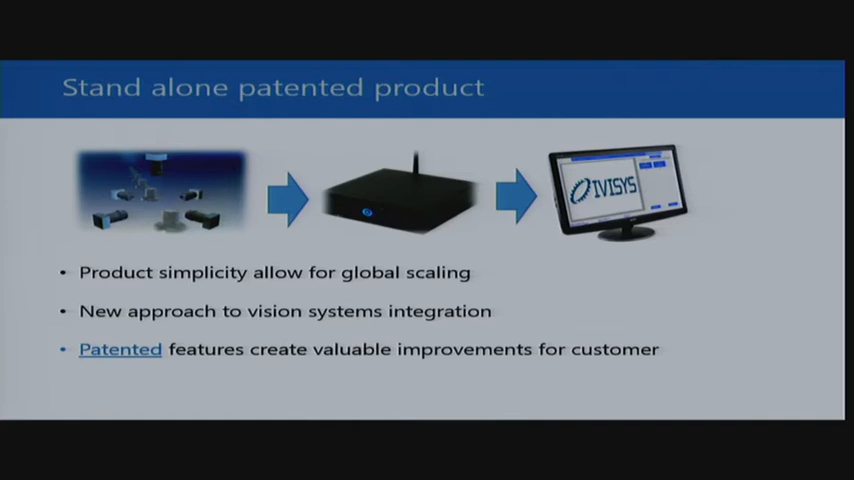 Stand alone patented product
IVISYS
• Product simplicity allow for global scaling
• New approach to vision systems integration
• Patented features create valuable improvements for customer